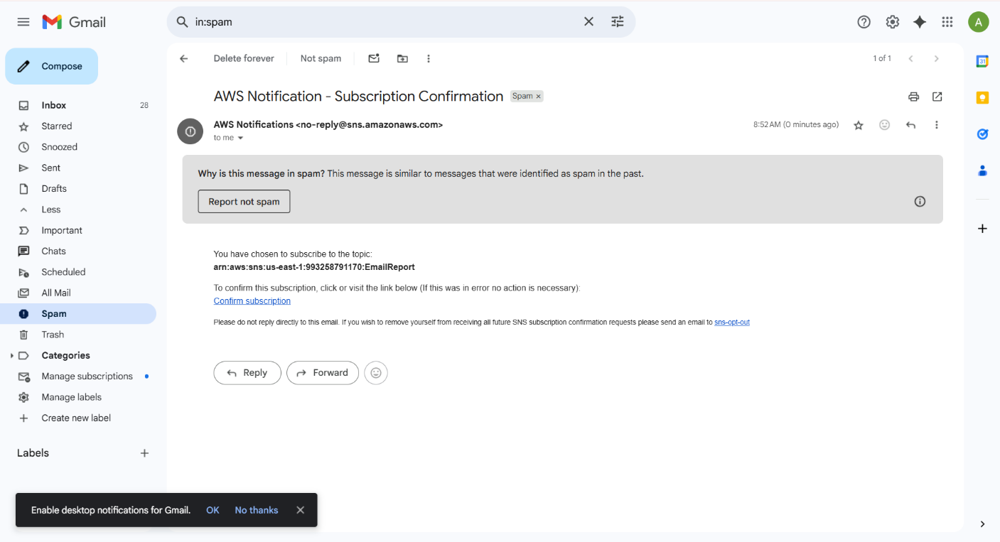 Gmail
in:spam
A
Compose
Delete forever
Not spam
1 of 1
31
Inbox 28
Starred
Snoozed
Sent
Drafts
Less
Important
Chats
Scheduled
All Mail
Spam
Trash
Categories
Manage subscriptions
Manage labels
Create new label
Labels
AWS Notification - Subscription Confirmation
Spam ×
AWS Notifications <no-reply@sns.amazonaws.com>
8:52 AM (0 minutes ago)
to me
Why is this message in spam? This message is similar to messages that were identified as spam in the past.
Report not spam
You have chosen to subscribe to the topic:
arn:aws:sns:us-east-1:993258791170:EmailReport
To confirm this subscription, click or visit the link below (If this was in error no action is necessary):
Confirm subscription
Please do not reply directly to this email. If you wish to remove yourself from receiving all future SNS subscription confirmation requests please send an email to sns-opt-out
Reply
Forward
Enable desktop notifications for Gmail. OK No thanks